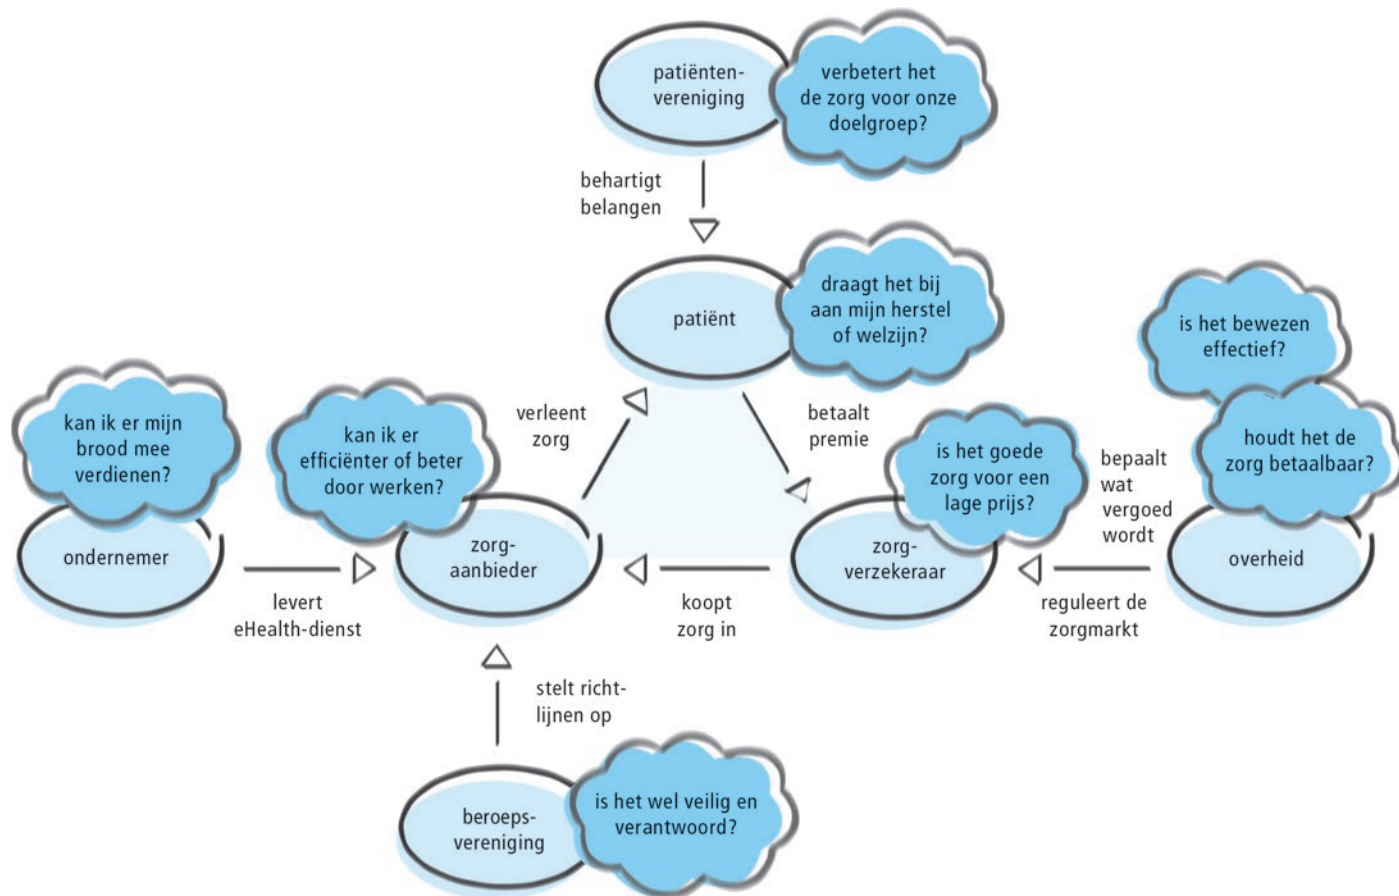 patiënten-
vereniging
verbetert het
de zorg voor onze
doelgroep?
behartigt
belangen
patiënt
draagt het bij
aan mijn herstel
of welzijn?
is het bewezen
effectief?
kan ik er mijn
brood mee
verdienen?
kan ik er
efficiënter of beter
door werken?
verleent
zorg
betaalt
premie
is het goede
zorg voor een
lage prijs?
bepaalt
wat
vergoed
wordt
houdt het de
zorg betaalbaar?
ondernemer
zorg-
aanbieder
zorg-
verzekeraar
overheid
levert
eHealth-dienst
koopt
zorg in
reguleert de
zorgmarkt
stelt richt-
lijnen op
beroeps-
vereniging
is het wel veilig en
verantwoord?